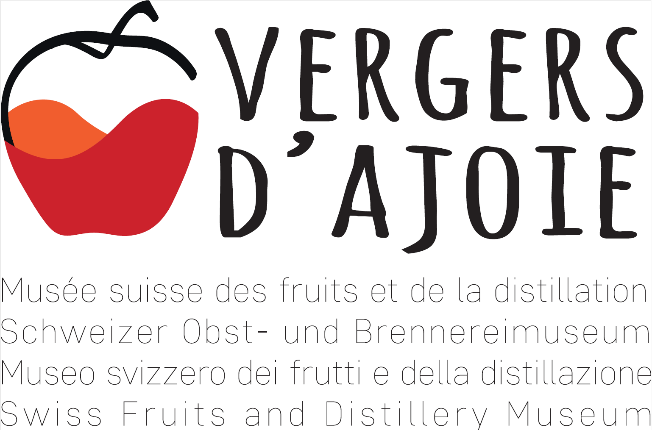 VERGERS
D'AJOIE
Musée suisse des fruits et de la distillation
Schweizer Obst- und Brennereimuseum
Museo svizzero dei frutti e della distillazione
Swiss Fruits and Distillery Museum